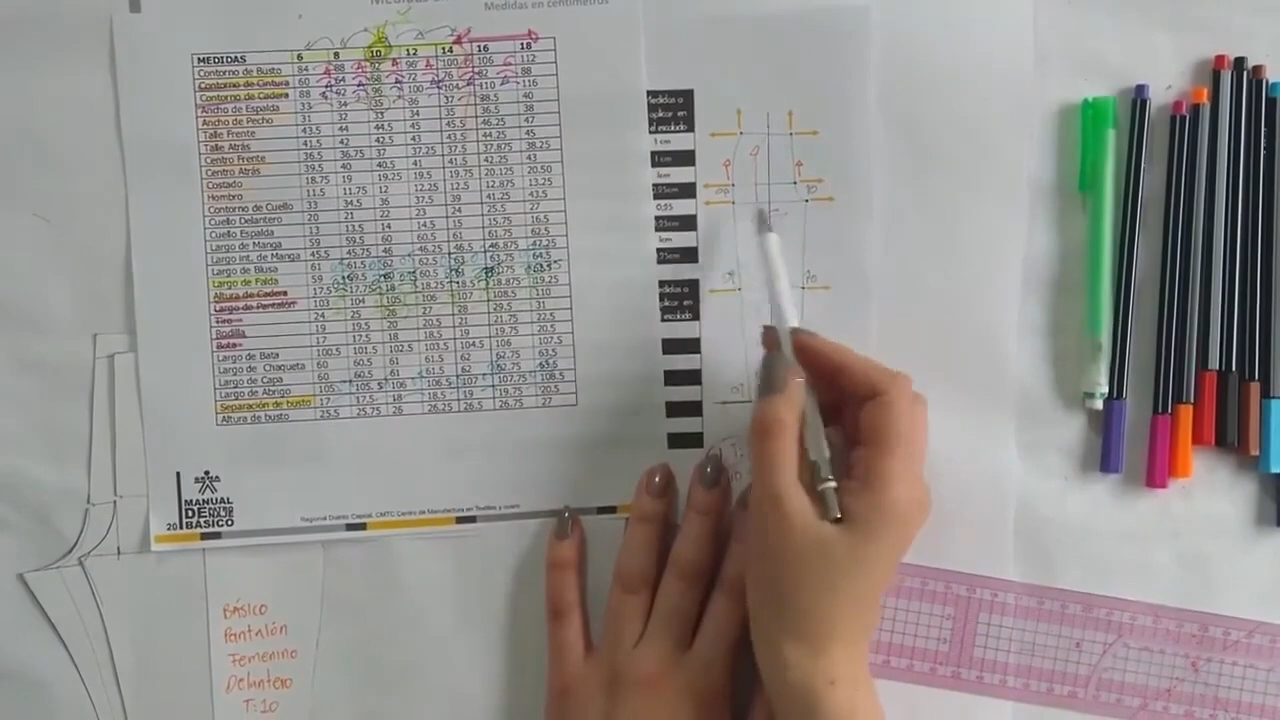 Medidas en centímetros
MEDIDAS 6 8 10 12 14 16 18
Contorno de Busto 84 88 92 96 100 106 112
Contorno de Cintura 60 64 68 72 76 82 88
Contorno de Cadera 88 92 96 100 104 110 116
Ancho de Espalda 33 34 35 36 37 38.5 40
Ancho de Pecho 31 32 33 34 35 36.5 38
Talle Frente 43.5 44 44.5 45 45.5 46.25 47
Talle Atrás 41.5 42 42.5 43 43.5 44.25 45
Centro Frente 36.5 36.75 37 37.25 37.5 37.875 38.25
Centro Atrás 39.5 40 40.5 41 41.5 42.25 43
Costado 18.75 19 19.25 19.5 19.75 20.125 20.50
Hombro 11.5 11.75 12 12.25 12.5 12.875 13.25
Contorno de Cuello 33 34.5 36 37.5 39 41.25 43.5
Cuello Delantero 20 21 22 23 24 25.5 27
Cuello Espalda 13 13.5 14 14.5 15 15.75 16.5
Largo de Manga 59 59.5 60 60.5 61 61.75 62.5
Largo Int. de Manga 45.5 45.75 46 46.25 46.5 46.875 47.25
Largo de Blusa 61 61.5 62 62.5 63 63.75 64.5
Largo de Falda 59 59.5 60 60.5 61
Altura de Cadera 17.5 17.75 18 18.25 18.5 18.875 19.25
Largo de Pantalón 103 104 105 106 107 108.5 110
Tiro 24 25 26 27 28 29.5 31
Rodilla 19 19.5 20 20.5 21 21.75 22.5
Bota 17 17.5 18 18.5 19 19.75 20.5
Largo de Bata 100.5 101.5 102.5 103.5 104.5 106 107.5
Largo de Chaqueta 60 60.5 61 61.5 62 62.75 63.5
Largo de Capa 60 60.5 61 61.5 62 62.75 63.5
Largo de Abrigo 105 105.5 106 106.5 107 107.75 108.5
Separación de busto 17 17.5 18 18.5 19 19.75 20.5
Altura de busto 25.5 25.75 26 26.25 26.5 26.75 27
SENA
MANUAL
DE
BÁSICO
20
Regional Distrito Capital, CMTC Centro de Manufactura en Textiles y cuero
Medidas a
aplicar en
el escalado
1 cm
1 cm
1cm
0.25cm
0,25
1cm
BÁSICO
Pantalón
Femenino
Delantero
T:10